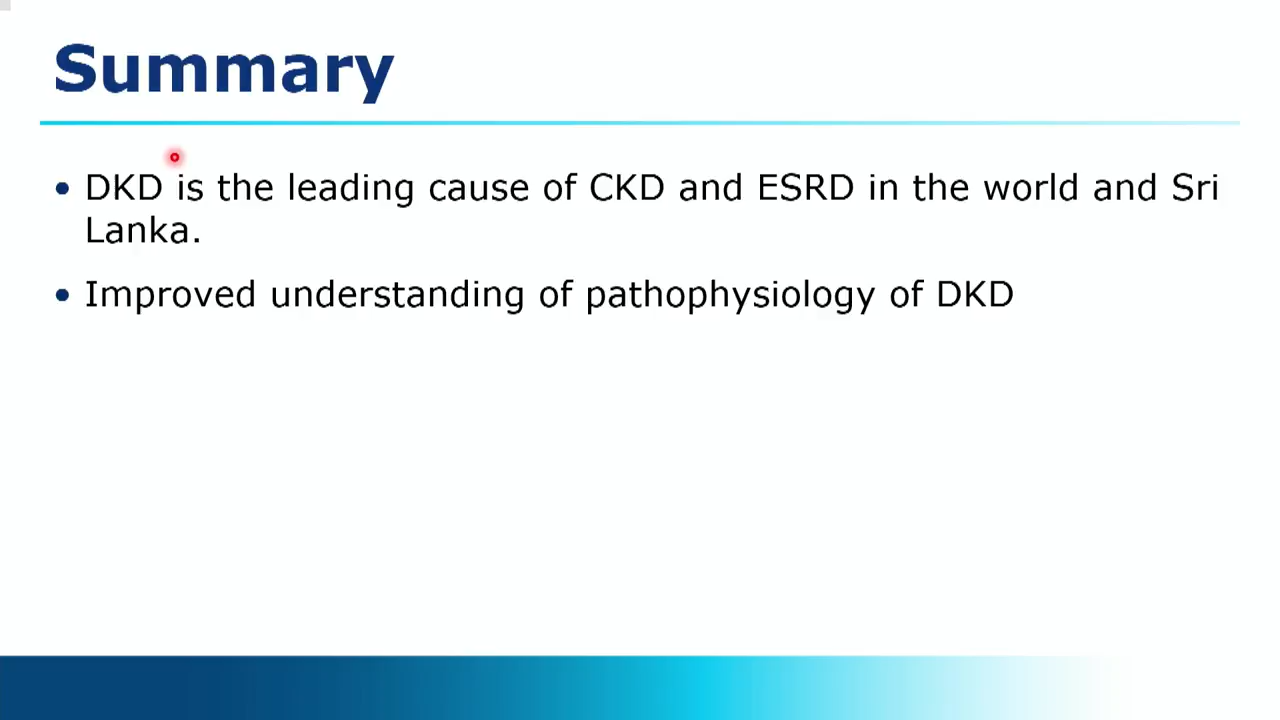 Summary
• DKD is the leading cause of CKD and ESRD in the world and Sri
Lanka.
• Improved understanding of pathophysiology of DKD